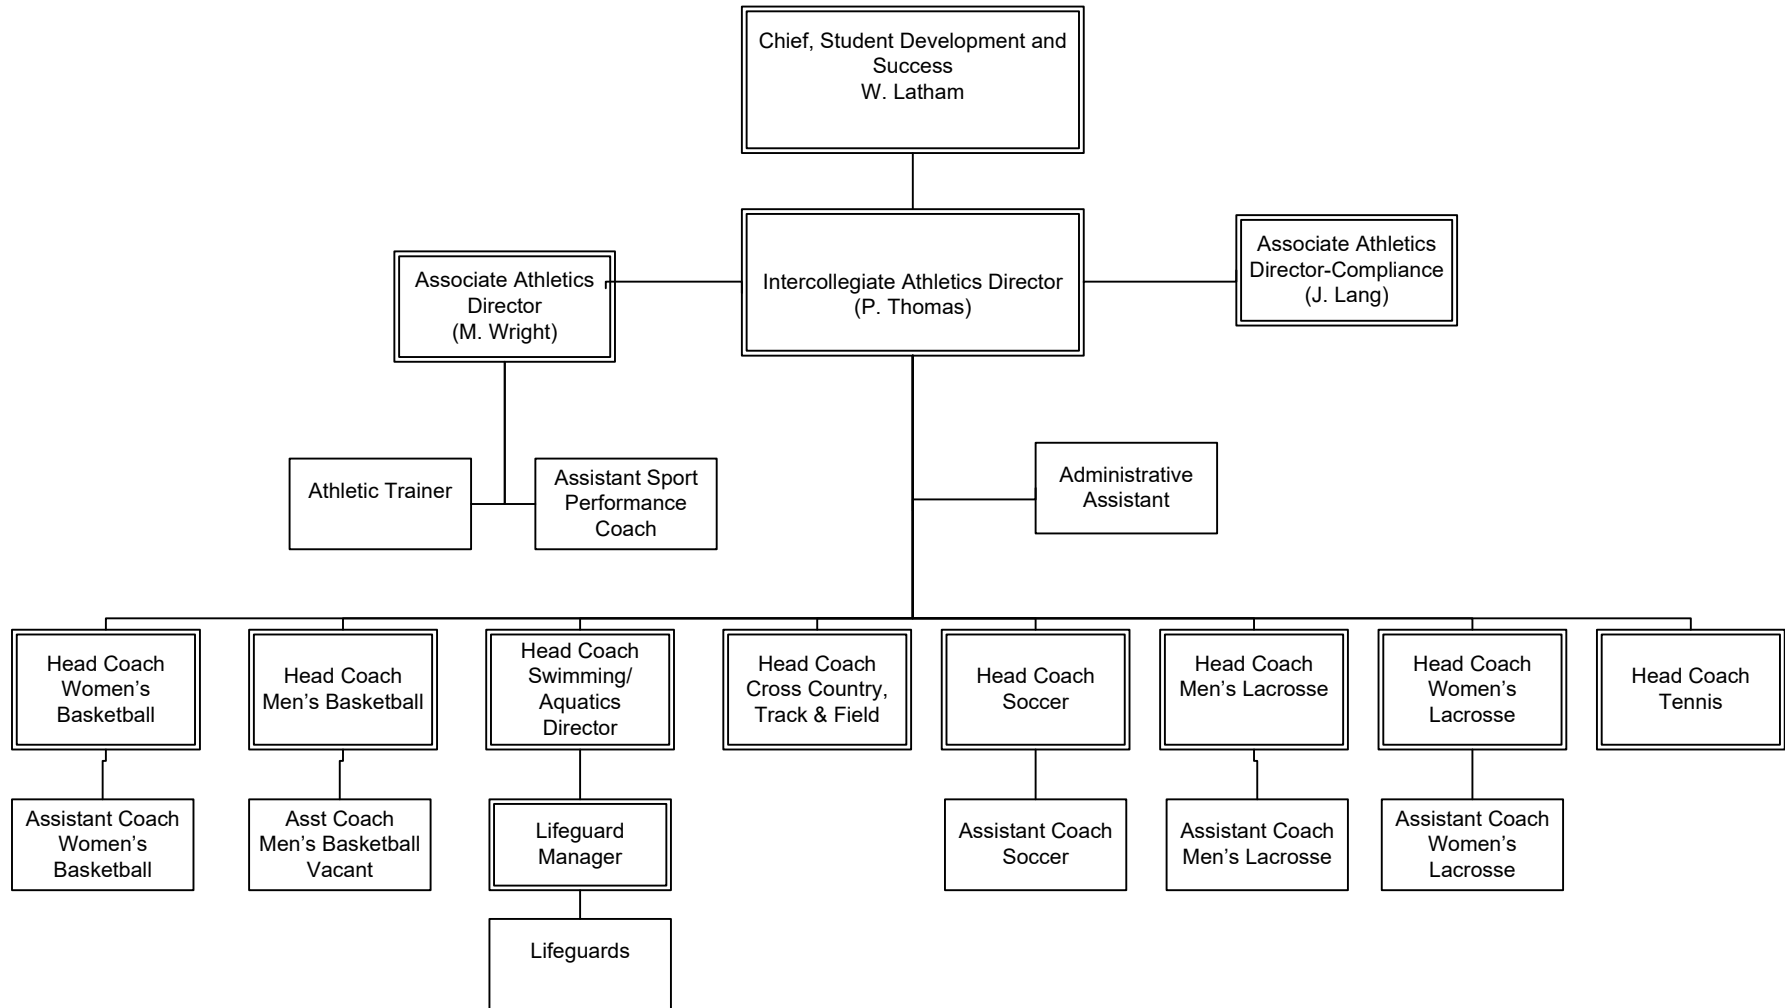 Chief, Student Development and
Success
W. Latham
Associate Athletics
Director
(M. Wright)
Intercollegiate Athletics Director
(P. Thomas)
Associate Athletics
Director-Compliance
(J. Lang)
Athletic Trainer
Assistant Sport
Performance
Coach
Administrative
Assistant
Head Coach
Women’s
Basketball
Head Coach
Men’s Basketball
Head Coach
Swimming/
Aquatics
Director
Head Coach
Cross Country,
Track & Field
Head Coach
Soccer
Head Coach
Men’s Lacrosse
Head Coach
Women’s
Lacrosse
Head Coach
Tennis
Assistant Coach
Women’s
Basketball
Asst Coach
Men’s Basketball
Vacant
Lifeguard
Manager
Assistant Coach
Soccer
Assistant Coach
Men’s Lacrosse
Assistant Coach
Women’s
Lacrosse
Lifeguards